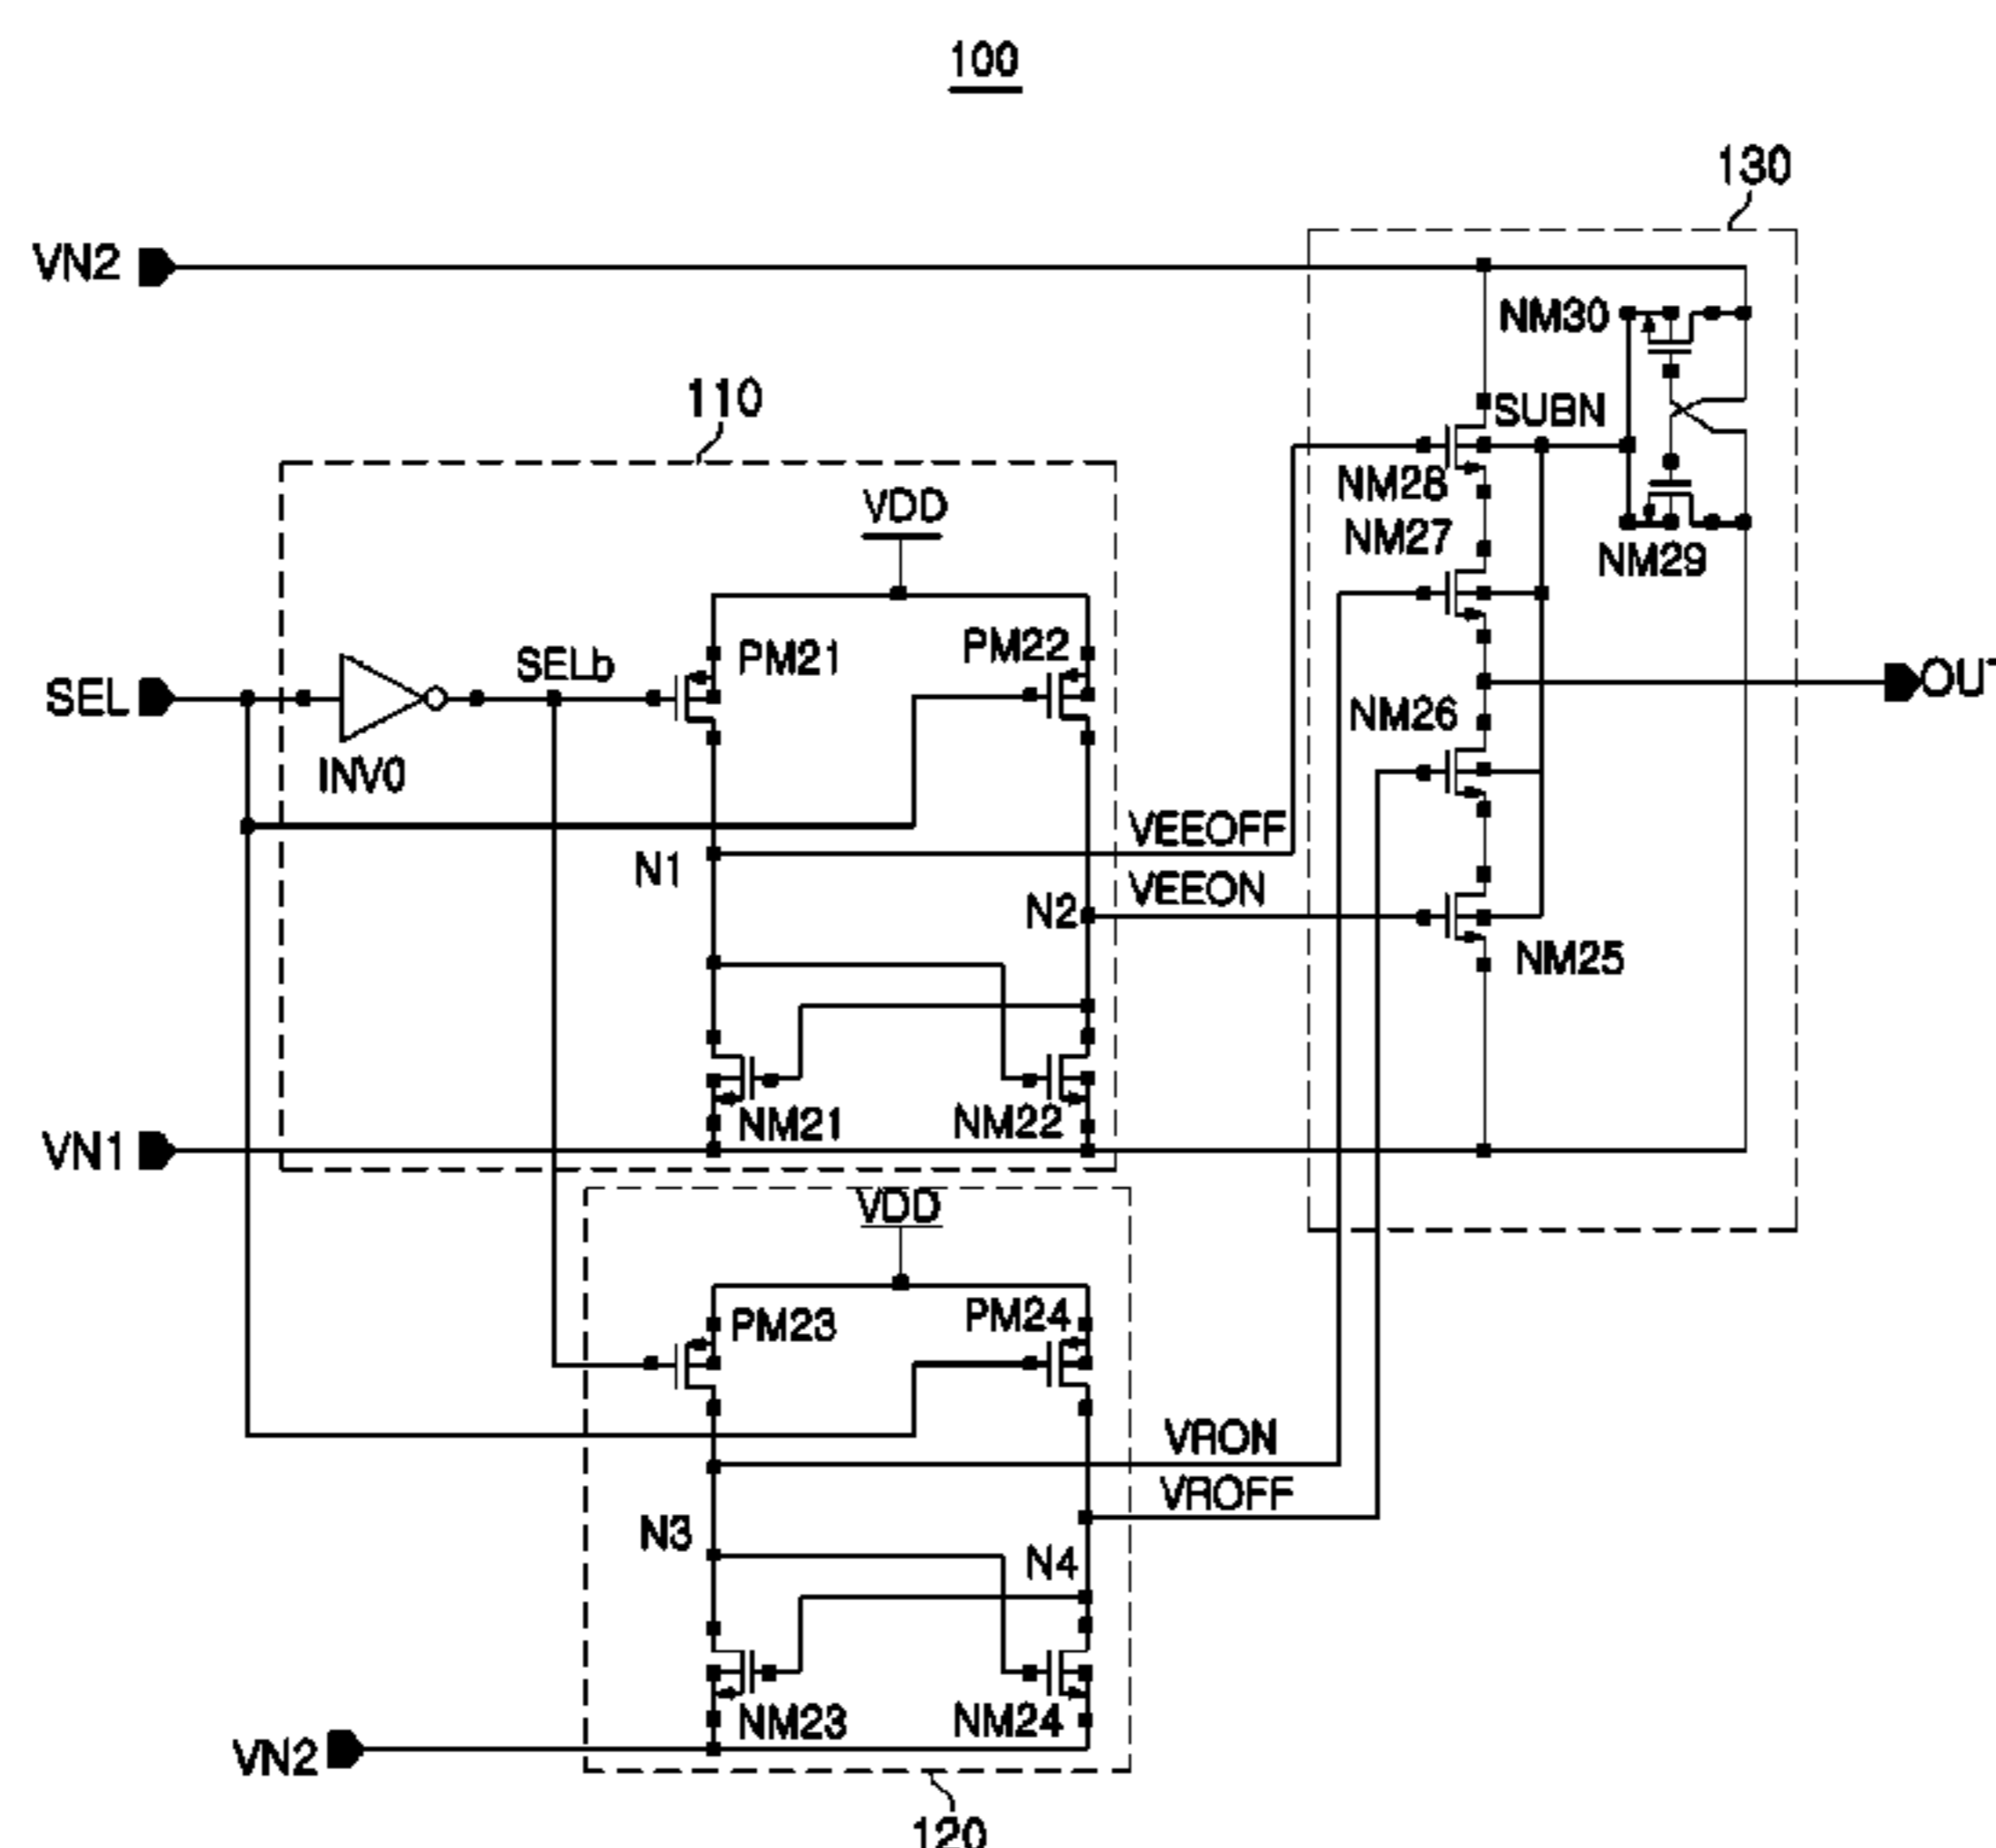 100
130
VN2
NM30
110
SUBN
NM28
VDD
NM27
NM29
PM21
PM22
SELb
SEL
OUT
NM26
INV0
VEEOFF
N1
VEEON
N2
NM25
NM21
NM22
VN1
VDD
PM23
PM24
VRON
VROFF
N3
N4
NM23
NM24
VN2
120